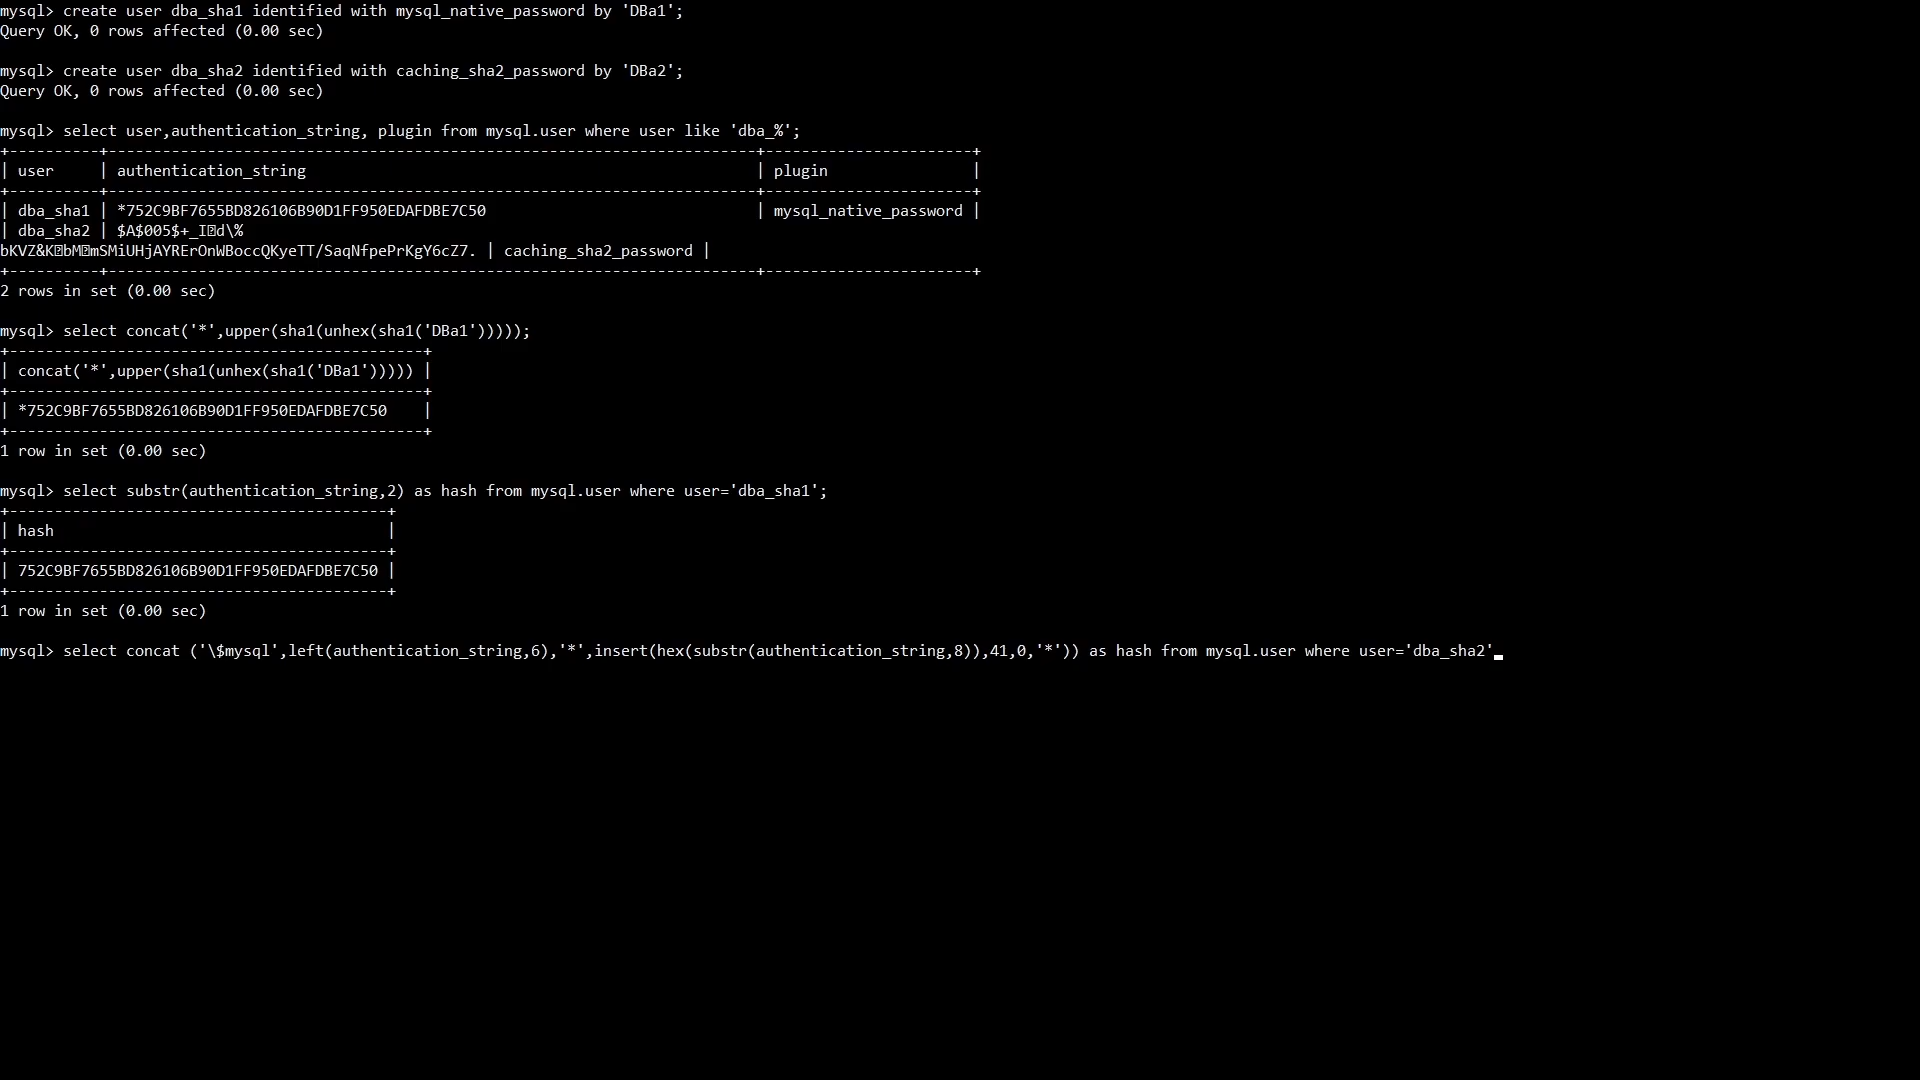 mysql> create user dba_sha1 identified with mysql_native_password by 'DBa1';
Query OK, 0 rows affected (0.00 sec)
mysql> create user dba_sha2 identified with caching_sha2_password by 'DBa2';
Query OK, 0 rows affected (0.00 sec)
mysql> select user,authentication_string, plugin from mysql.user where user like 'dba_%';
+----------+------------------------------------------------------------------------+-----------------------+
| user     | authentication_string                                                  | plugin                |
+----------+------------------------------------------------------------------------+-----------------------+
| dba_sha1 | *752C9BF7655BD826106B90D1FF950EDAFDBE7C50                              | mysql_native_password |
| dba_sha2 | $A$005$+_I�d\%
bKVZ&K�bM�mSMiUHjAYRErOnWBoccQKyeTT/SaqNfpePrKgY6cZ7. | caching_sha2_password |
+----------+------------------------------------------------------------------------+-----------------------+
2 rows in set (0.00 sec)
mysql> select concat('*',upper(sha1(unhex(sha1('DBa1')))));
+----------------------------------------------+
| concat('*',upper(sha1(unhex(sha1('DBa1'))))) |
+----------------------------------------------+
| *752C9BF7655BD826106B90D1FF950EDAFDBE7C50    |
+----------------------------------------------+
1 row in set (0.00 sec)
mysql> select substr(authentication_string,2) as hash from mysql.user where user='dba_sha1';
+------------------------------------------+
| hash                                     |
+------------------------------------------+
| 752C9BF7655BD826106B90D1FF950EDAFDBE7C50 |
+------------------------------------------+
1 row in set (0.00 sec)
mysql> select concat ('\$mysql',left(authentication_string,6),'*',insert(hex(substr(authentication_string,8)),41,0,'*')) as hash from mysql.user where user='dba_sha2'